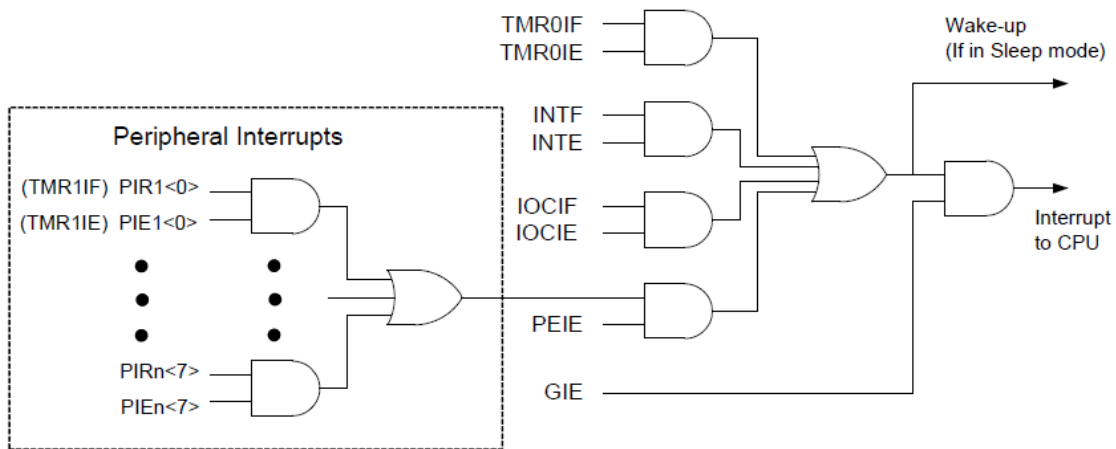 TMR0IF
TMR0IE
Wake-up
(If in Sleep mode)
INTF
INTE
Peripheral Interrupts
(TMR1IF) PIR1<0>
(TMR1IE) PIE1<0>
IOCIF
IOCIE
Interrupt
to CPU
PEIE
PIRn<7>
PIEn<7>
GIE